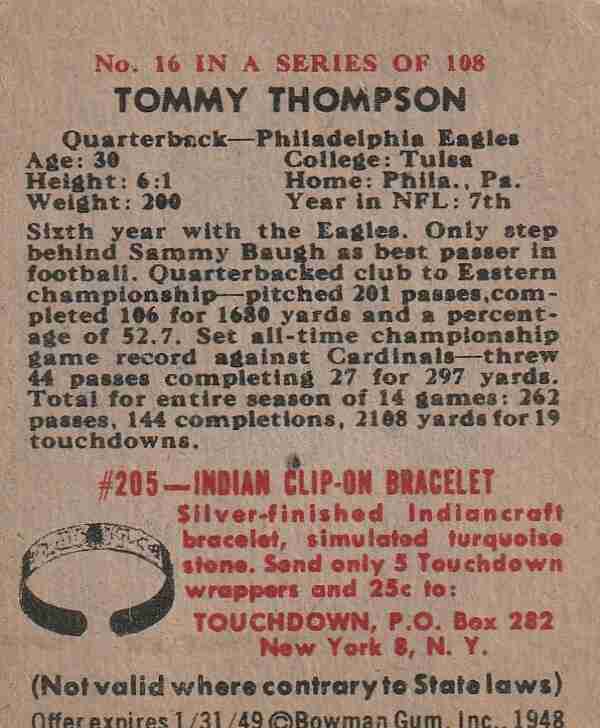 No. 16 IN A SERIES OF 108
TOMMY THOMPSON
Quarterback—Philadelphia Eagles
Age: 30 College: Tulsa
Height: 6:1 Home: Phila., Pa.
Weight: 200 Year in NFL: 7th
Sixth year with the Eagles. Only step
behind Sammy Baugh as best passer in
football. Quarterbacked club to Eastern
championship—pitched 201 passes,com-
pleted 106 for 1680 yards and a percent-
age of 52.7. Set all-time championship
game record against Cardinals—threw
44 passes completing 27 for 297 yards.
Total for entire season of 14 games: 262
passes, 144 completions, 2108 yards for 19
touchdowns.
#205—INDIAN CLIP-ON BRACELET
Silver-finished Indiancraft
bracelet, simulated turquoise
stone. Send only 5 Touchdown
wrappers and 25c to:
TOUCHDOWN, P.O. Box 282
New York 8, N. Y.
(Not valid where contrary to State laws)
Offer expires 1/31/49 ©Bowman Gum, Inc., 1948